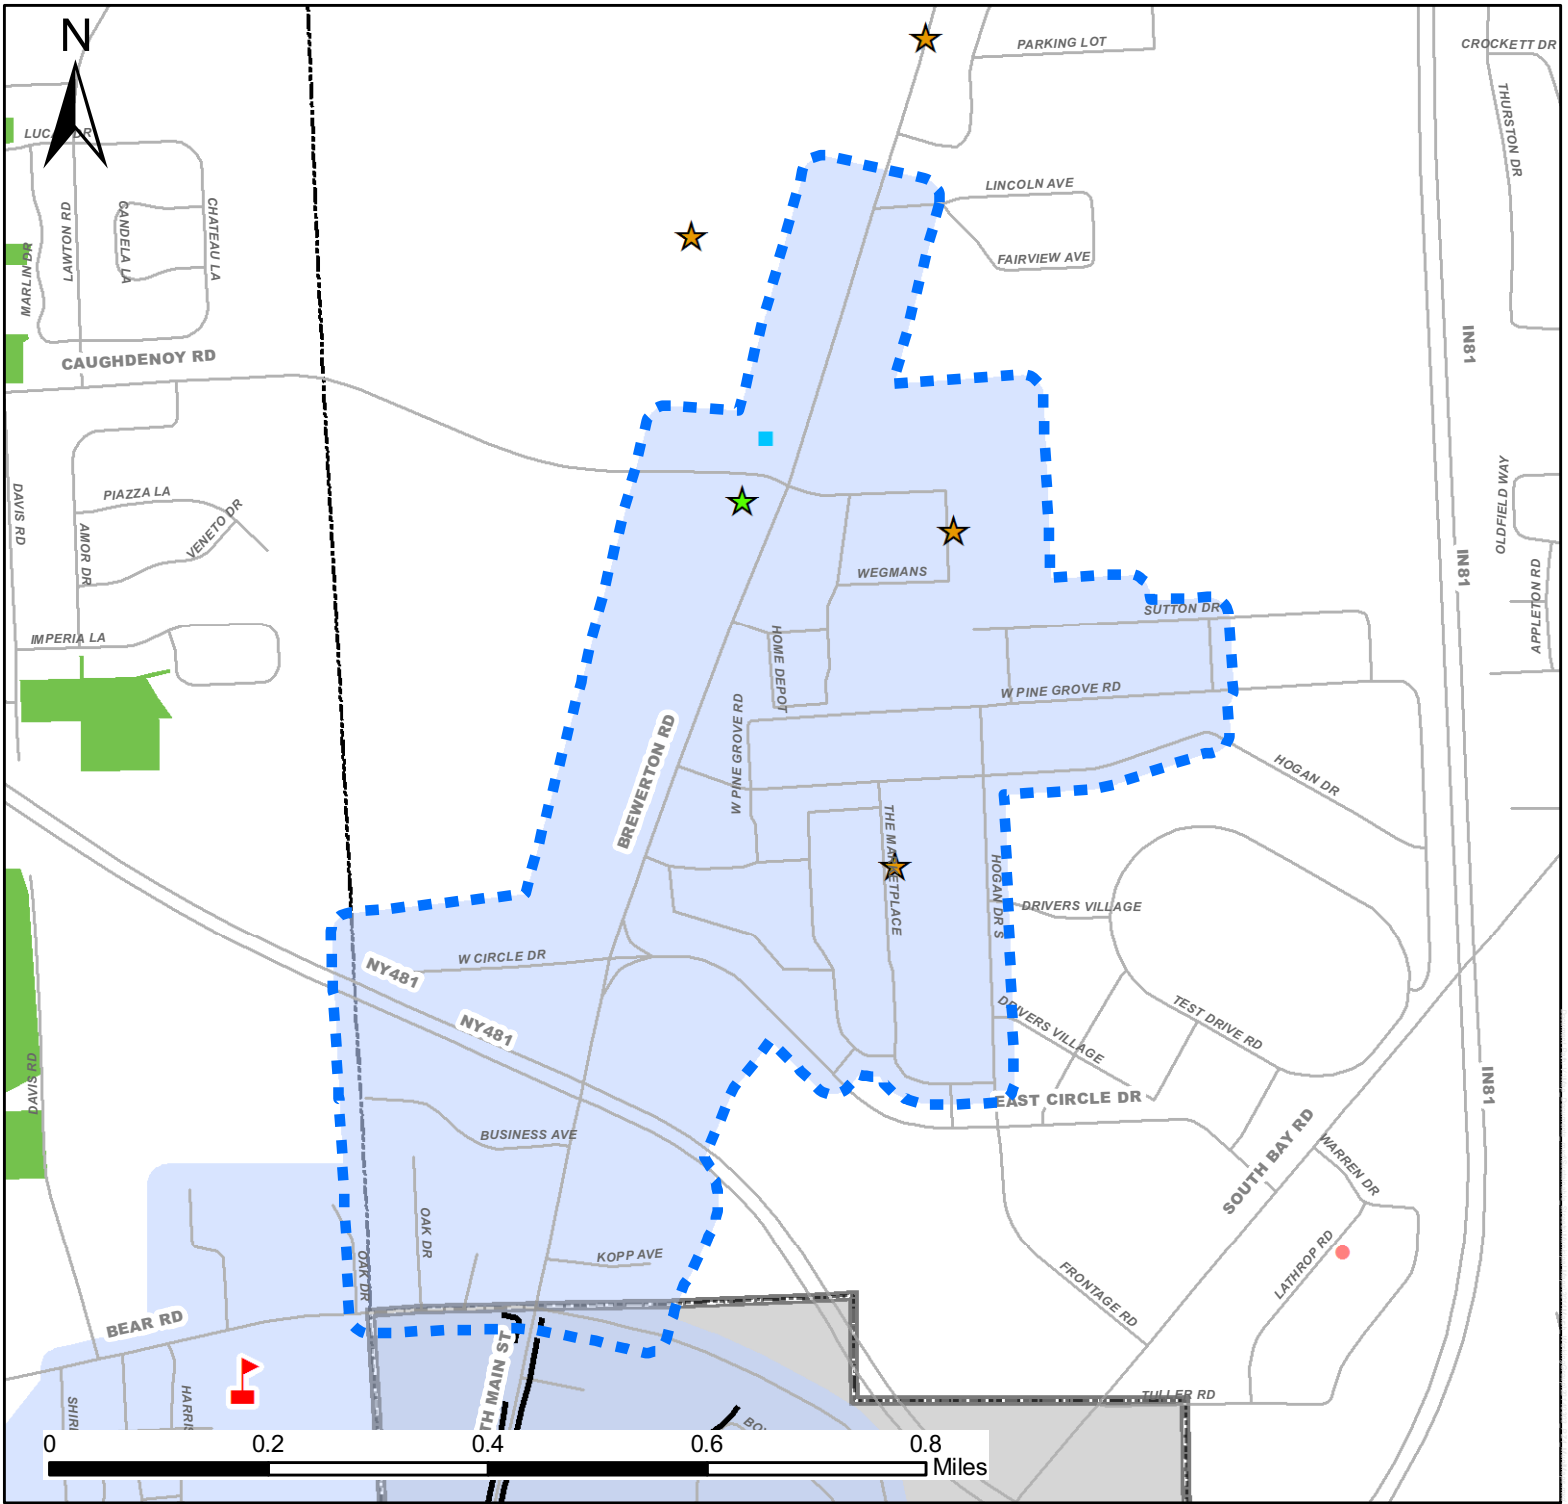 N
PARKING LOT
CROCKETT DR
THURSTON DR
LINCOLN AVE
FAIRVIEW AVE
LAWTON RD
CANDELA LA
CHATEAU LA
MARLIN DR
CAUGHDENOY RD
IN81
DAVIS RD
PIAZZA LA
VENETO DR
AMOR DR
IMPERIA LA
OLDFIELD WAY
APPLETON RD
IN81
WEGMANS
SUTTON DR
HOME DEPOT
W PINE GROVE RD
W PINE GROVE RD
BREWERTON RD
HOGAN DR
HOGAN DR S
DRIVERS VILLAGE
W CIRCLE DR
NY481
NY481
DRIVERS VILLAGE
TEST DRIVE RD
EAST CIRCLE DR
DAVIS RD
IN81
BUSINESS AVE
SOUTH BAY RD
WARREN DR
OAK DR
OAK DR
KOPP AVE
LATHROP RD
FRONTAGE RD
BEAR RD
TULLER RD
TH MAIN ST
0 0.2 0.4 0.6 0.8
Miles